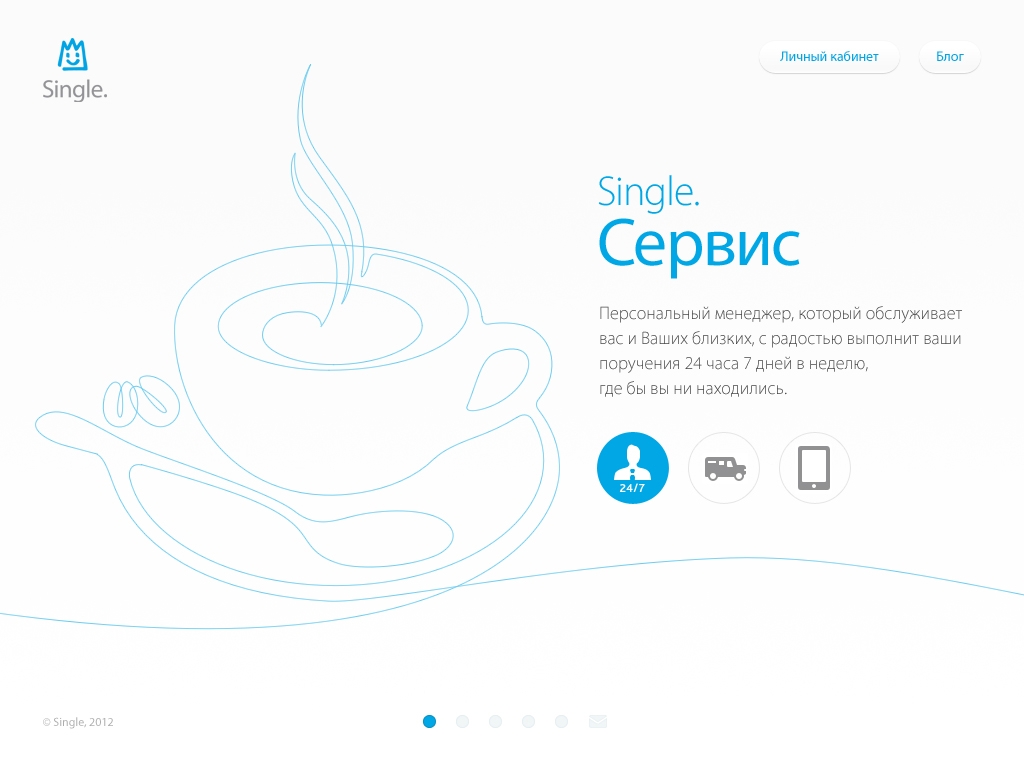 Single.
Личный кабинет
Блог
Single.
Сервис
Персональный менеджер, который обслуживает
вас и Ваших близких, с радостью выполнит ваши
поручения 24 часа 7 дней в неделю,
где бы вы ни находились.
24/7
© Single, 2012